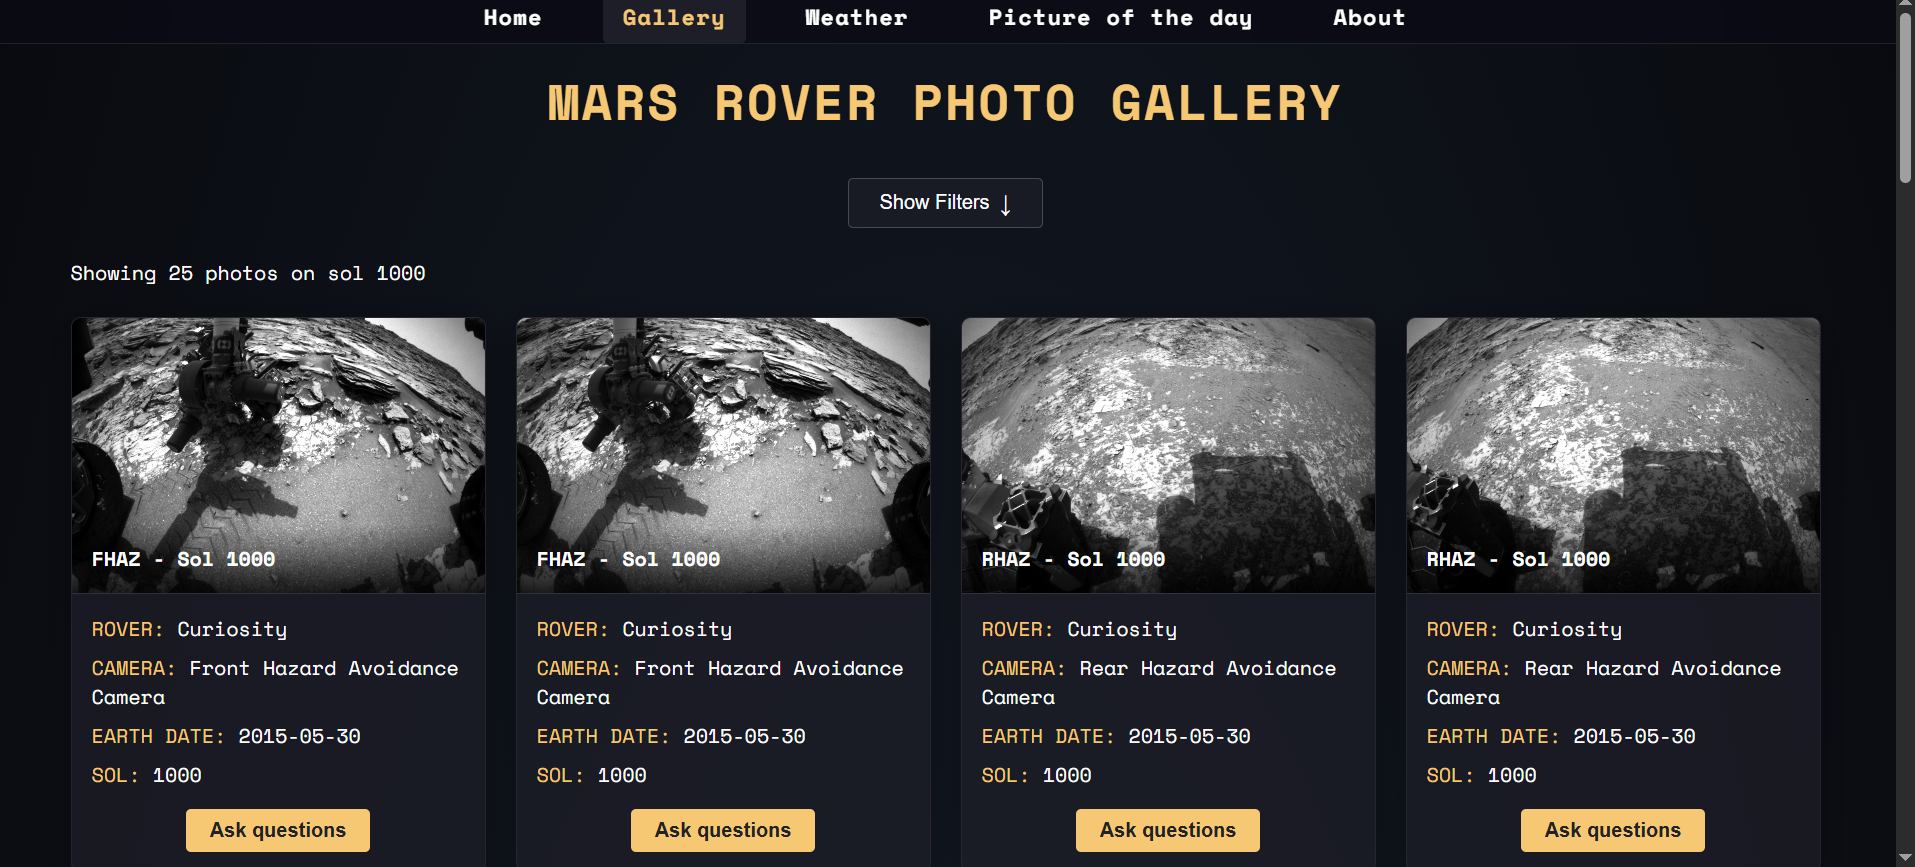 Home Gallery Weather Picture of the day About
MARS ROVER PHOTO GALLERY
Show Filters ↓
Showing 25 photos on sol 1000
FHAZ - Sol 1000
ROVER: Curiosity
CAMERA: Front Hazard Avoidance
Camera
EARTH DATE: 2015-05-30
SOL: 1000
Ask questions
FHAZ - Sol 1000
ROVER: Curiosity
CAMERA: Front Hazard Avoidance
Camera
EARTH DATE: 2015-05-30
SOL: 1000
Ask questions
RHAZ - Sol 1000
ROVER: Curiosity
CAMERA: Rear Hazard Avoidance
Camera
EARTH DATE: 2015-05-30
SOL: 1000
Ask questions
RHAZ - Sol 1000
ROVER: Curiosity
CAMERA: Rear Hazard Avoidance
Camera
EARTH DATE: 2015-05-30
SOL: 1000
Ask questions